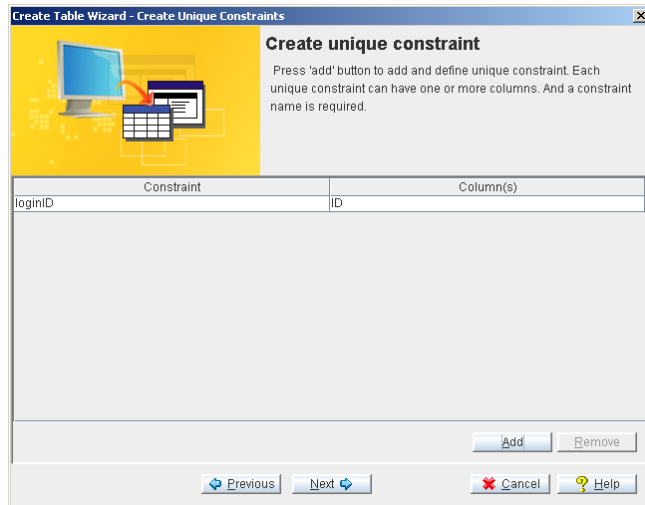 Create Table Wizard - Create Unique Constraints
Create unique constraint
Press 'add' button to add and define unique constraint. Each
unique constraint can have one or more columns. And a constraint
name is required.
Constraint Column(s)
loginID ID
Add Remove
Previous Next Cancel Help